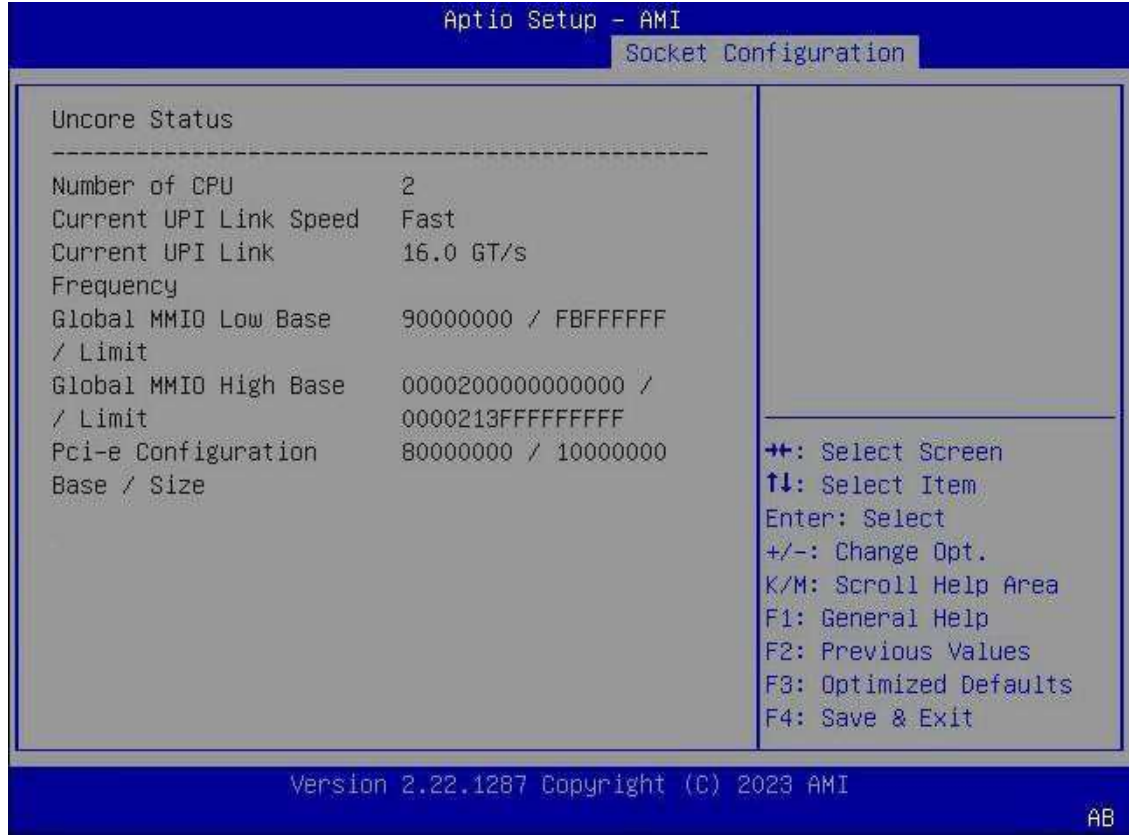 Aptio Setup - AMI
Socket Configuration
Uncore Status
-----------------------------------------------
Number of CPU 2
Current UPI Link Speed Fast
Current UPI Link 16.0 GT/s
Frequency
Global MMIO Low Base 90000000 / FBFFFFFF
/ Limit
Global MMIO High Base 0000200000000000 /
/ Limit 0000213FFFFFFFFF
Pci-e Configuration 80000000 / 10000000
Base / Size
→←: Select Screen
↑↓: Select Item
Enter: Select
+/-: Change Opt.
K/M: Scroll Help Area
F1: General Help
F2: Previous Values
F3: Optimized Defaults
F4: Save & Exit
Version 2.22.1287 Copyright (C) 2023 AMI
AB